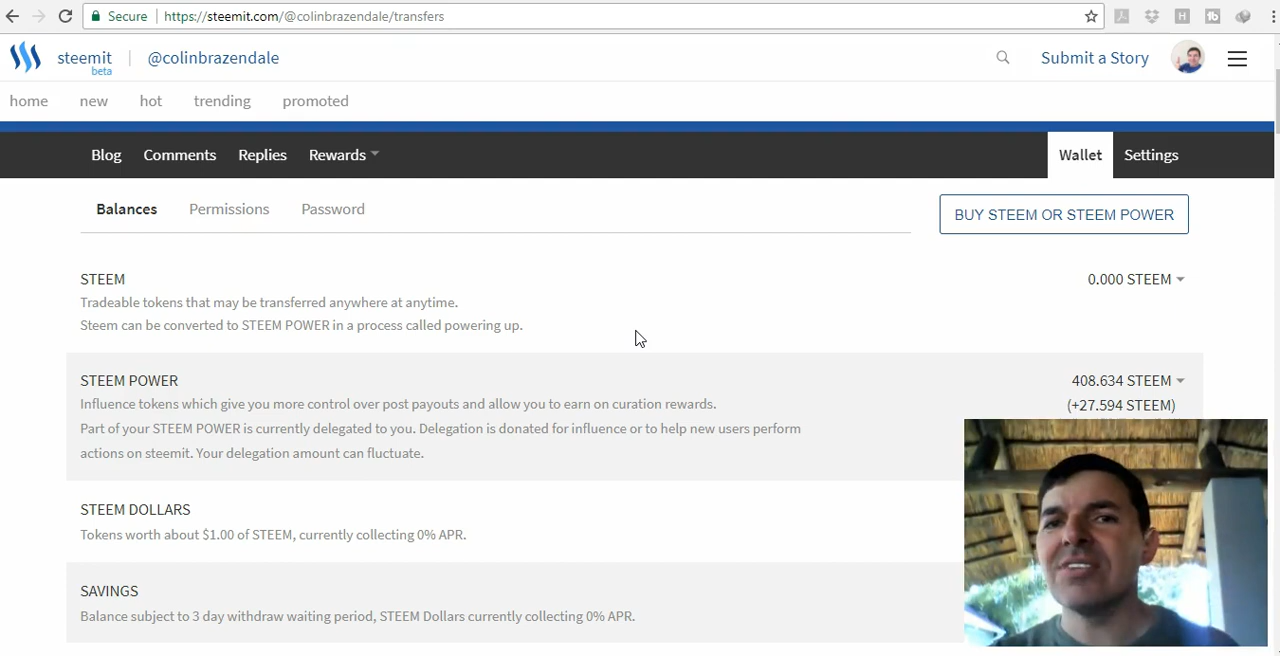 Secure
https://steemit.com/@colinbrazendale/transfers
steemit
beta
@colinbrazendale
Submit a Story
home new hot trending promoted
Blog Comments Replies Rewards
Wallet Settings
Balances Permissions Password
BUY STEEM OR STEEM POWER
STEEM
0.000 STEEM
Tradeable tokens that may be transferred anywhere at anytime.
Steem can be converted to STEEM POWER in a process called powering up.
STEEM POWER
408.634 STEEM
Influence tokens which give you more control over post payouts and allow you to earn on curation rewards.
(+27.594 STEEM)
Part of your STEEM POWER is currently delegated to you. Delegation is donated for influence or to help new users perform
actions on steemit. Your delegation amount can fluctuate.
STEEM DOLLARS
Tokens worth about $1.00 of STEEM, currently collecting 0% APR.
SAVINGS
Balance subject to 3 day withdraw waiting period, STEEM Dollars currently collecting 0% APR.